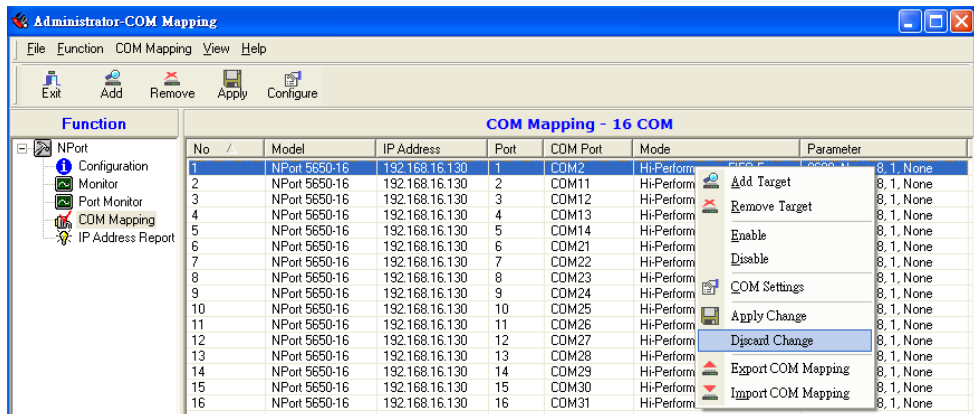 Administrator-COM Mapping
File Function COM Mapping View Help
Exit Add Remove Apply Configure
Function
COM Mapping - 16 COM
NPort
Configuration
Monitor
Port Monitor
COM Mapping
IP Address Report
No Model IP Address Port COM Port Mode Parameter
1 NPort 5650-16 192.168.16.130 1 COM2 Hi-Perform
2 NPort 5650-16 192.168.16.130 2 COM11 Hi-Perform 8, 1, None
3 NPort 5650-16 192.168.16.130 3 COM12 Hi-Perform 8, 1, None
4 NPort 5650-16 192.168.16.130 4 COM13 Hi-Perform 8, 1, None
5 NPort 5650-16 192.168.16.130 5 COM14 Hi-Perform 8, 1, None
6 NPort 5650-16 192.168.16.130 6 COM21 Hi-Perform 8, 1, None
7 NPort 5650-16 192.168.16.130 7 COM22 Hi-Perform 8, 1, None
8 NPort 5650-16 192.168.16.130 8 COM23 Hi-Perform 8, 1, None
9 NPort 5650-16 192.168.16.130 9 COM24 Hi-Perform 8, 1, None
10 NPort 5650-16 192.168.16.130 10 COM25 Hi-Perform 8, 1, None
11 NPort 5650-16 192.168.16.130 11 COM26 Hi-Perform 8, 1, None
12 NPort 5650-16 192.168.16.130 12 COM27 Hi-Perform 8, 1, None
13 NPort 5650-16 192.168.16.130 13 COM28 Hi-Perform 8, 1, None
14 NPort 5650-16 192.168.16.130 14 COM29 Hi-Perform 8, 1, None
15 NPort 5650-16 192.168.16.130 15 COM30 Hi-Perform 8, 1, None
16 NPort 5650-16 192.168.16.130 16 COM31 Hi-Perform 8, 1, None
Add Target
Remove Target
Enable
Disable
COM Settings
Apply Change
Discard Change
Export COM Mapping
Import COM Mapping